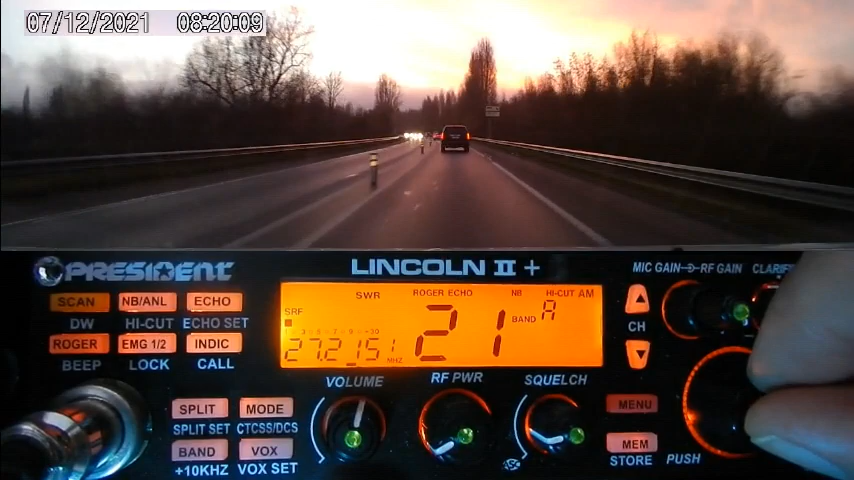 07/12/2021 08:20:09
PRESIDENT
LINCOLN II +
MIC GAIN RF GAIN
SCAN NB/ANL ECHO
DW HI-CUT ECHO SET
ROGER EMG 1/2 INDIC
BEEP LOCK CALL
SWR ROGER ECHO NB HI-CUT AM
SRF
21 BAND A
27.2151 MHZ
CH
VOLUME RF PWR SQUELCH
SPLIT MODE
SPLIT SET CTCSS/DCS
BAND VOX
+10KHZ VOX SET
ASC
MENU
MEM
STORE PUSH